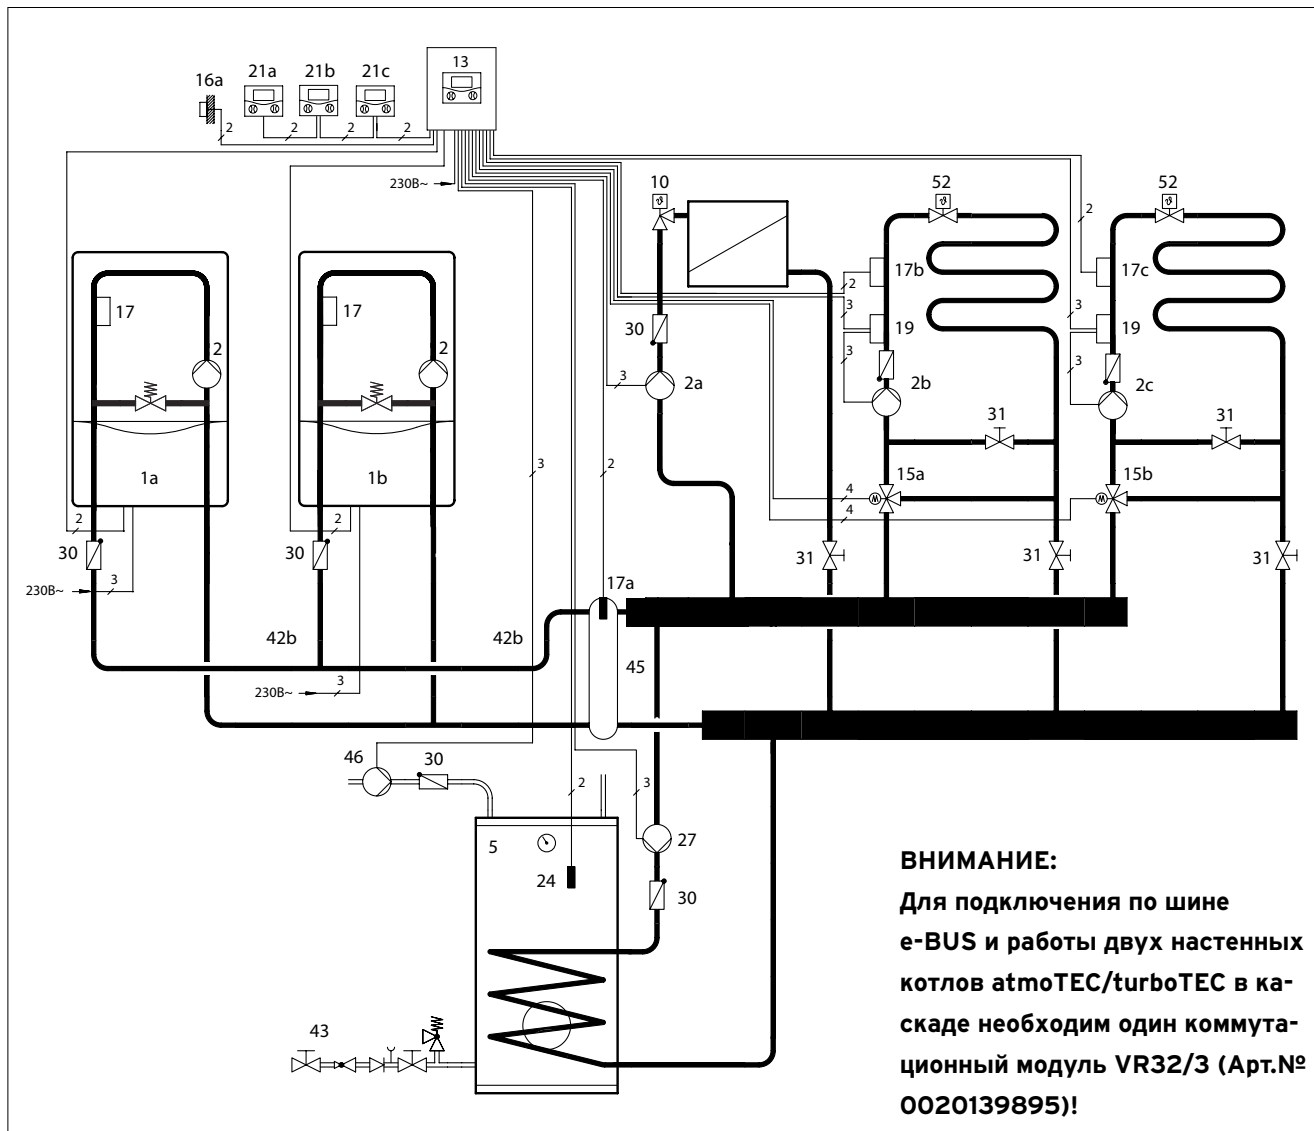 13
16a 21a 21b 21c
2 2 2 2
230В~
10 52 52
2
17 17 17b 17c
2
3 3
30 19 19
2 2 3 3
3 2a 2b 2c
31 31
1a 1b 3 2 15a 15b
4
4
2 2
30 30 31 31 31
3 17a
230В~
42b 42b 45
3
230В~
46 30
2 3
5 27
24 30
43
ВНИМАНИЕ:
Для подключения по шине
e-BUS и работы двух настенных
котлов atmoTEC/turboTEC в ка-
скаде необходим один коммута-
ционный модуль VR32/3 (Арт.№
0020139895)!